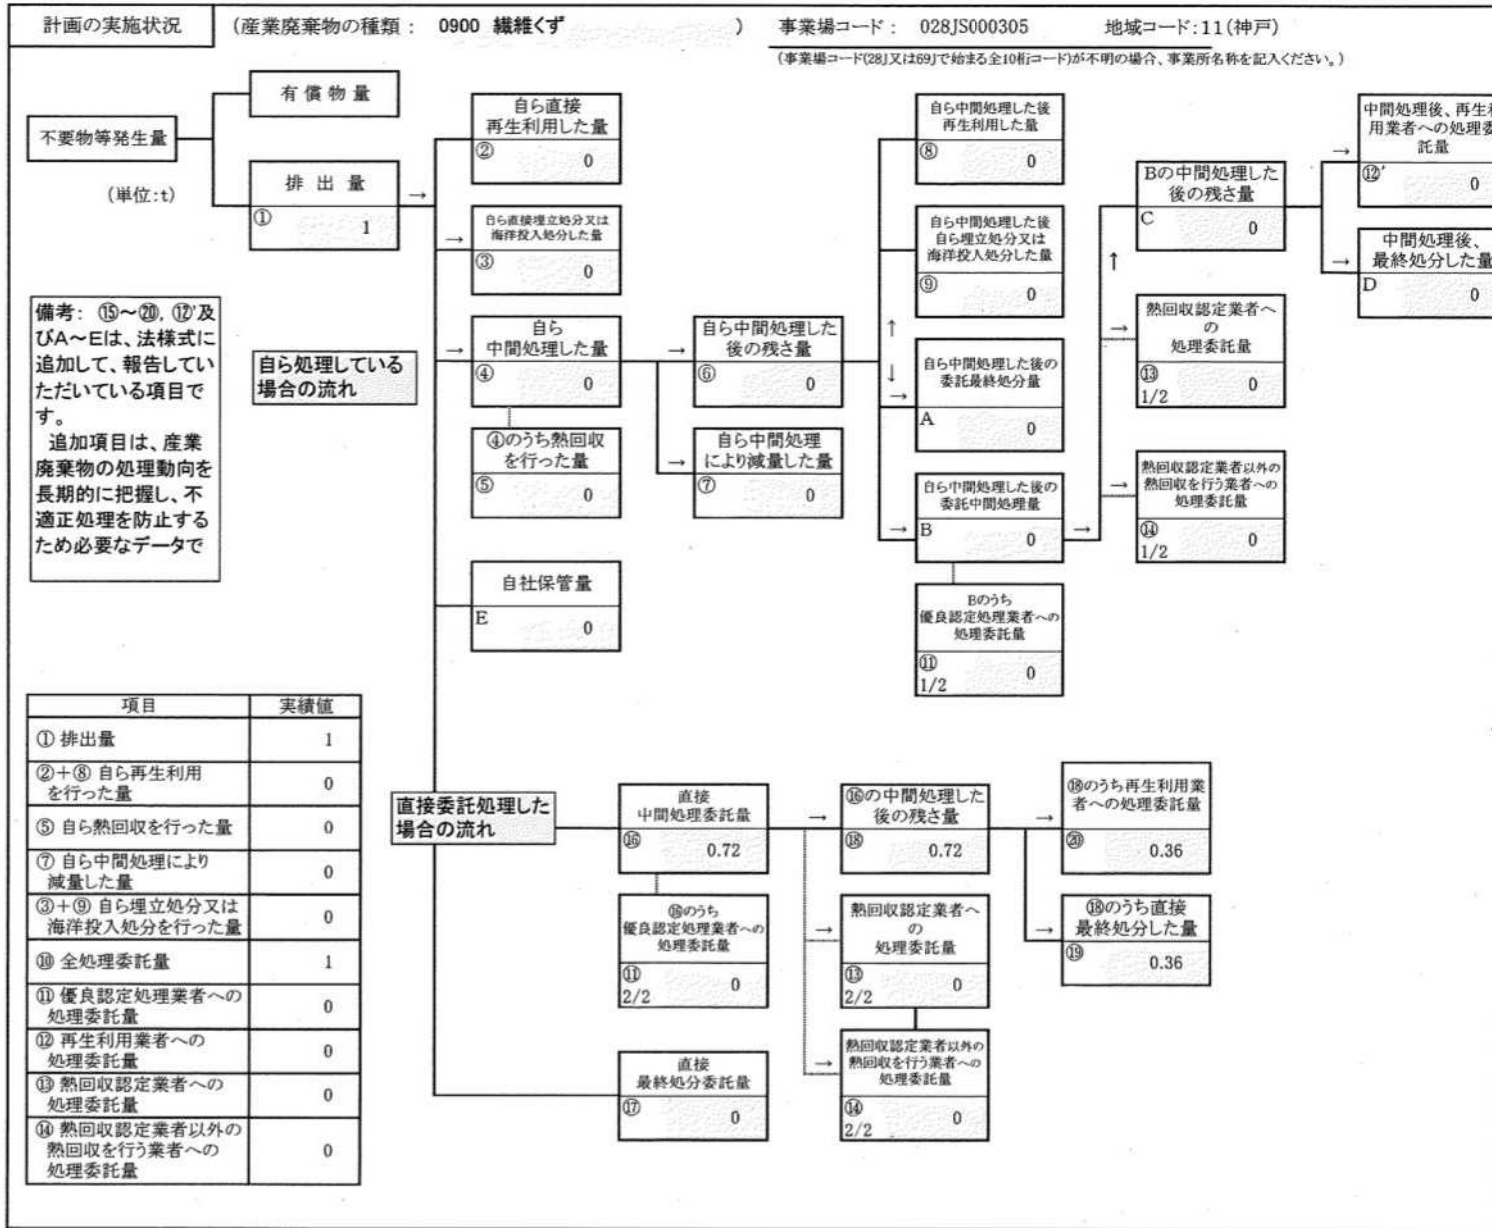 計画の実施状況
(産業廃棄物の種類： 0900 繊維くず ）
事業場コード： 028JS000305
地域コード：11(神戸)
(事業場コード(28J又は69J)で始まる全10桁コード)が不明の場合、事業所名称を記入ください。)
不要物等発生量
(単位:t)
有償物量
排出量
①
1
→
自ら直接
再生利用した量
②
0
→
自ら直接埋立処分又は
海洋投入処分した量
③
0
→
自ら
中間処理した量
④
0
④のうち熱回収
を行った量
⑤
0
自社保管量
E
0
→
自ら中間処理した
後の残さ量
⑥
0
→
自ら中間処理
により減量した量
⑦
0
自ら中間処理した後
再生利用した量
⑧
0
自ら中間処理した後
自ら埋立処分又は
海洋投入処分した量
⑨
0
↑
↓
→
自ら中間処理した後の
委託最終処分量
A
0
→
自ら中間処理した後の
委託中間処理量
B
0
→
Bのうち
優良認定処理業者への
処理委託量
⑪
1/2
0
Bの中間処理した
後の残さ量
C
0
↑
→
熱回収認定業者へ
の
処理委託量
⑬
1/2
0
→
熱回収認定業者以外の
熱回収を行う業者への
処理委託量
⑭
1/2
0
→
中間処理後、再生利
用業者への処理委
託量
⑫'
0
→
中間処理後、
最終処分した量
D
0
備考： ⑮～⑳, ⑫'及
びA～Eは、法様式に
追加して、報告してい
ただいている項目で
す。
追加項目は、産業
廃棄物の処理動向を
長期的に把握し、不
適正処理を防止する
ため必要なデータで
自ら処理している
場合の流れ
項目 実績値
① 排出量 1
②＋⑧ 自ら再生利用
を行った量 0
⑤ 自ら熱回収を行った量 0
⑦ 自ら中間処理により
減量した量 0
③＋⑨ 自ら埋立処分又は
海洋投入処分を行った量 0
⑩ 全処理委託量 1
⑪ 優良認定処理業者への
処理委託量 0
⑫ 再生利用業者への
処理委託量 0
⑬ 熱回収認定業者への
処理委託量 0
⑭ 熱回収認定業者以外の
熱回収を行う業者への
処理委託量 0
直接委託処理した
場合の流れ
直接
中間処理委託量
⑯
0.72
⑯のうち
優良認定処理業者への
処理委託量
⑪
2/2
0
直接
最終処分委託量
⑰
0
→
⑯の中間処理した
後の残さ量
⑱
0.72
→
熱回収認定業者へ
の
処理委託量
⑬
2/2
0
→
熱回収認定業者以外の
熱回収を行う業者への
処理委託量
⑭
2/2
0
→
⑱のうち再生利用業
者への処理委託量
⑳
0.36
→
⑱のうち直接
最終処分した量
⑲
0.36